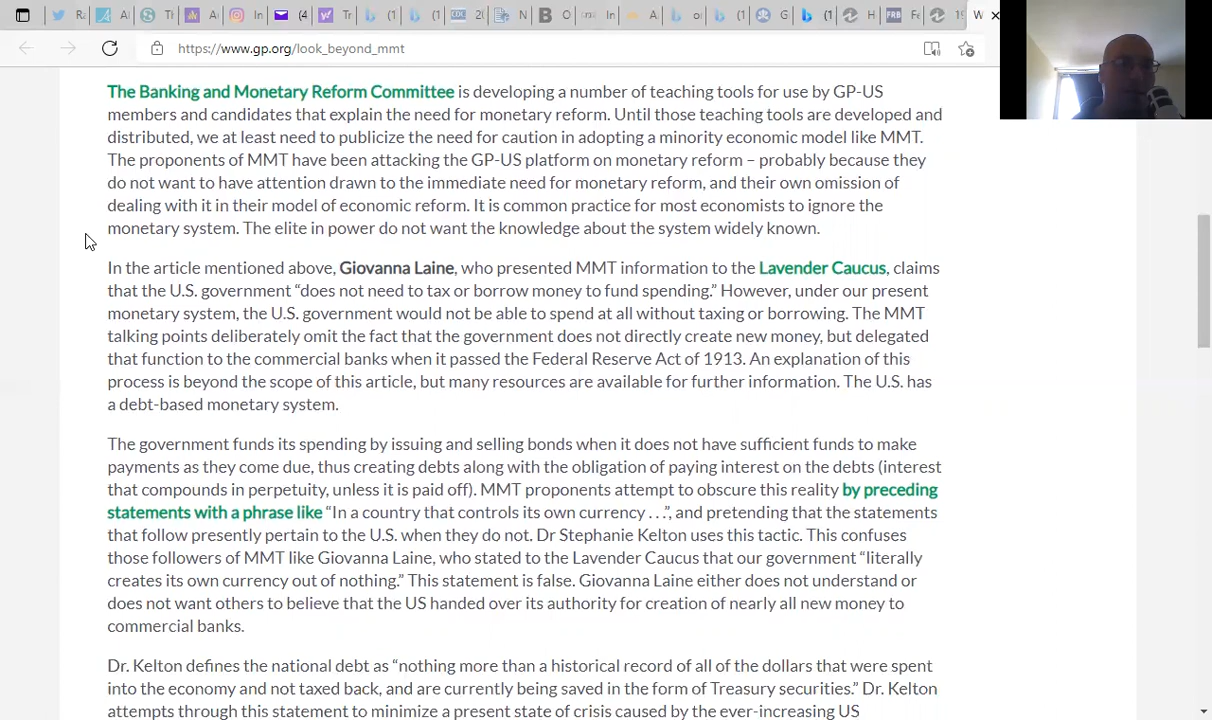 https://www.gp.org/look_beyond_mmt
The Banking and Monetary Reform Committee is developing a number of teaching tools for use by GP-US
members and candidates that explain the need for monetary reform. Until those teaching tools are developed and
distributed, we at least need to publicize the need for caution in adopting a minority economic model like MMT.
The proponents of MMT have been attacking the GP-US platform on monetary reform – probably because they
do not want to have attention drawn to the immediate need for monetary reform, and their own omission of
dealing with it in their model of economic reform. It is common practice for most economists to ignore the
monetary system. The elite in power do not want the knowledge about the system widely known.
In the article mentioned above, Giovanna Laine, who presented MMT information to the Lavender Caucus, claims
that the U.S. government “does not need to tax or borrow money to fund spending.” However, under our present
monetary system, the U.S. government would not be able to spend at all without taxing or borrowing. The MMT
talking points deliberately omit the fact that the government does not directly create new money, but delegated
that function to the commercial banks when it passed the Federal Reserve Act of 1913. An explanation of this
process is beyond the scope of this article, but many resources are available for further information. The U.S. has
a debt-based monetary system.
The government funds its spending by issuing and selling bonds when it does not have sufficient funds to make
payments as they come due, thus creating debts along with the obligation of paying interest on the debts (interest
that compounds in perpetuity, unless it is paid off). MMT proponents attempt to obscure this reality by preceding
statements with a phrase like “In a country that controls its own currency . . .”, and pretending that the statements
that follow presently pertain to the U.S. when they do not. Dr Stephanie Kelton uses this tactic. This confuses
those followers of MMT like Giovanna Laine, who stated to the Lavender Caucus that our government “literally
creates its own currency out of nothing.” This statement is false. Giovanna Laine either does not understand or
does not want others to believe that the US handed over its authority for creation of nearly all new money to
commercial banks.
Dr. Kelton defines the national debt as “nothing more than a historical record of all of the dollars that were spent
into the economy and not taxed back, and are currently being saved in the form of Treasury securities.” Dr. Kelton
attempts through this statement to minimize a present state of crisis caused by the ever-increasing US